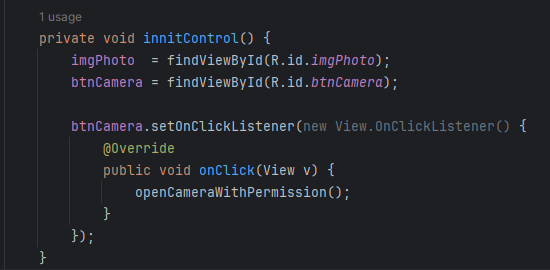 1 usage
private void innitControl() {
imgPhoto  = findViewById(R.id.imgPhoto);
btnCamera = findViewById(R.id.btnCamera);
btnCamera.setOnClickListener(new View.OnClickListener() {
@Override
public void onClick(View v) {
openCameraWithPermission();
}
});
}